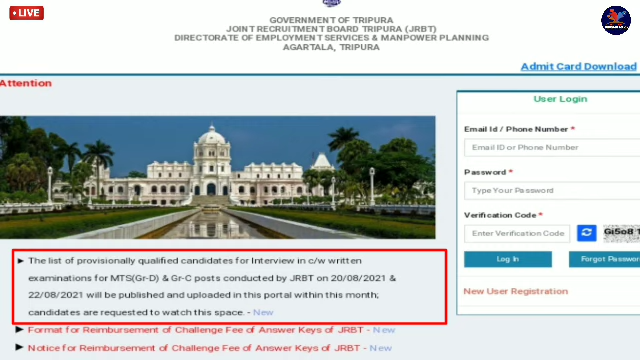 LIVE
GOVERNMENT OF TRIPURA
JOINT RECRUITMENT BOARD TRIPURA (JRBT)
DIRECTORATE OF EMPLOYMENT SERVICES & MANPOWER PLANNING
AGARTALA, TRIPURA
Admit Card Download
Attention
► The list of provisionally qualified candidates for Interview in c/w written
examinations for MTS(Gr-D) & Gr-C posts conducted by JRBT on 20/08/2021 &
22/08/2021 will be published and uploaded in this portal within this month;
candidates are requested to watch this space. - New
► Format for Reimbursement of Challenge Fee of Answer Keys of JRBT - New
► Notice for Reimbursement of Challenge Fee of Answer Keys of JRBT - New
User Login
Email Id / Phone Number *
Email ID or Phone Number
Password *
Type Your Password
Verification Code *
Enter Verification Code
Log In
Forgot Passwor
New User Registration